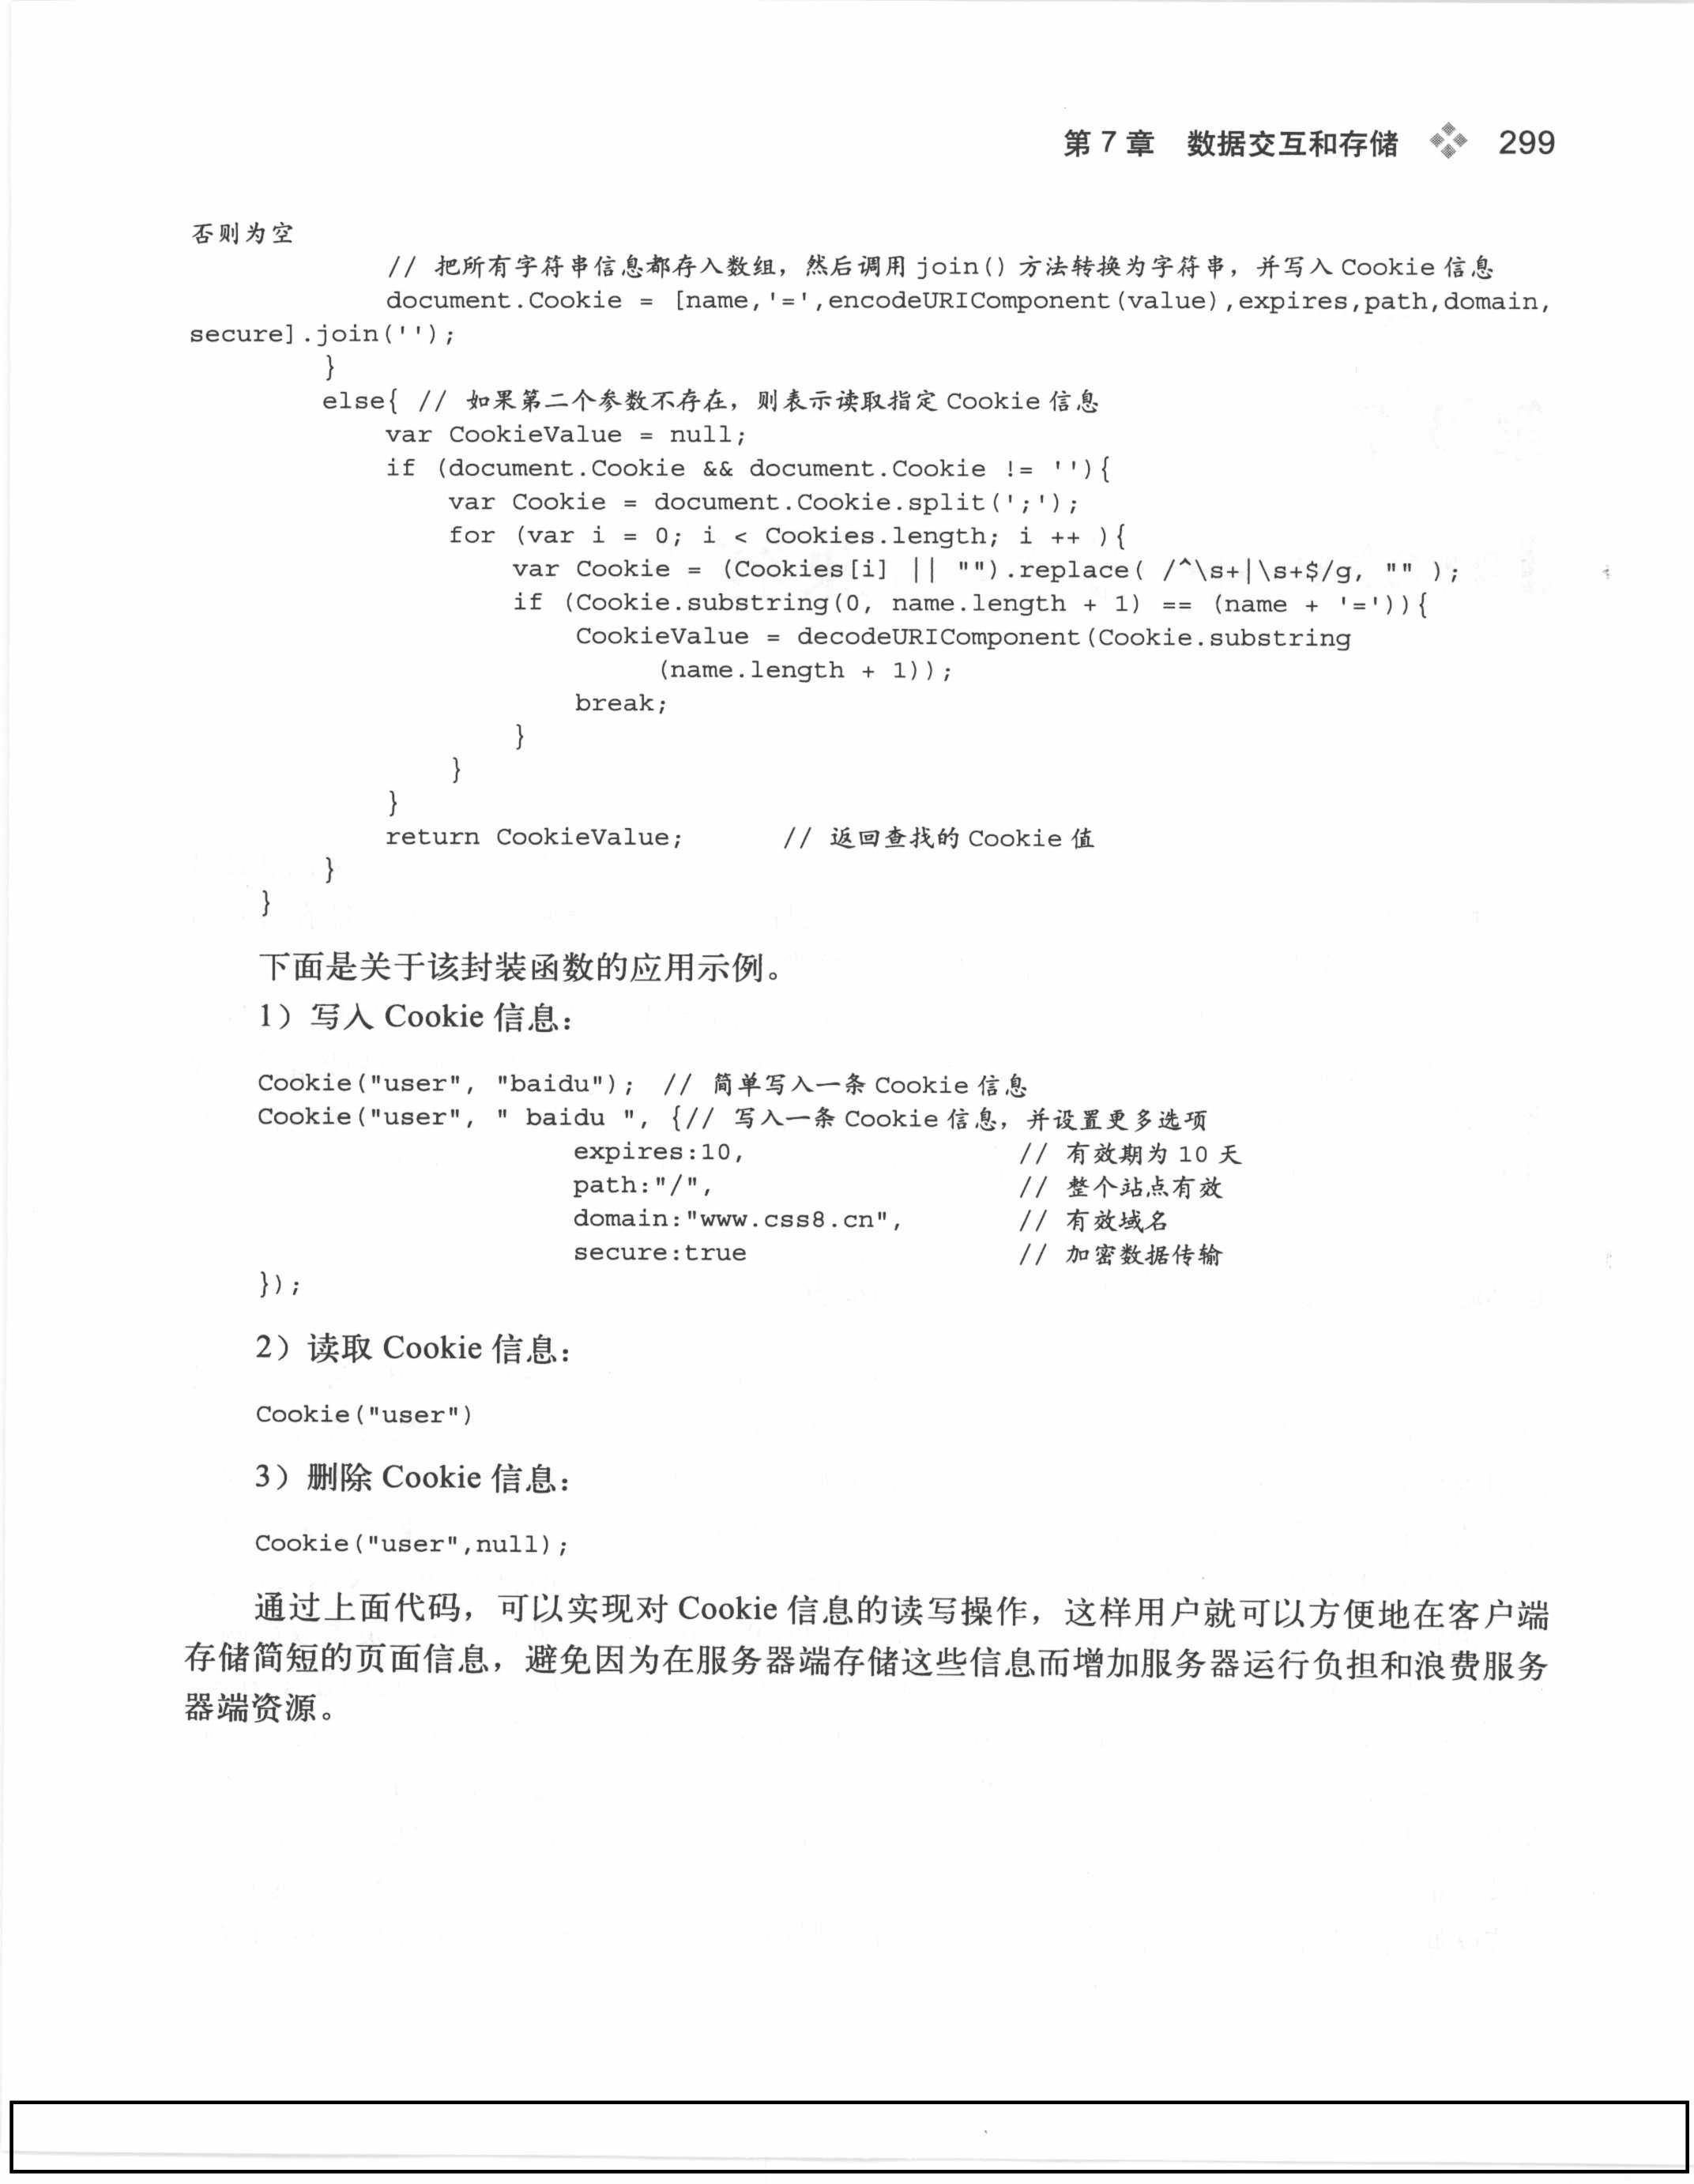 第 7 章 数据交互和存储 299
否则为空
// 把所有字符串信息都存入数组，然后调用 join() 方法转换为字符串，并写入 Cookie 信息
document.Cookie = [name,'=',encodeURIComponent(value),expires,path,domain,
secure].join('');
}
else{ // 如果第二个参数不存在，则表示读取指定 Cookie 信息
var CookieValue = null;
if (document.Cookie && document.Cookie != ''){
var Cookie = document.Cookie.split(';');
for (var i = 0; i < Cookies.length; i ++ ){
var Cookie = (Cookies[i] || "").replace( /^\s+|\s+$/g, "" );
if (Cookie.substring(0, name.length + 1) == (name + '=')){
CookieValue = decodeURIComponent(Cookie.substring
(name.length + 1));
break;
}
}
}
return CookieValue; // 返回查找的 Cookie 值
}
}
下面是关于该封装函数的应用示例。
1）写入 Cookie 信息：
Cookie("user", "baidu"); // 简单写入一条 Cookie 信息
Cookie("user", " baidu ", {// 写入一条 Cookie 信息，并设置更多选项
expires:10, // 有效期为 10 天
path:"/", // 整个站点有效
domain:"www.css8.cn", // 有效域名
secure:true // 加密数据传输
});
2）读取 Cookie 信息：
Cookie("user")
3）删除 Cookie 信息：
Cookie("user",null);
通过上面代码，可以实现对 Cookie 信息的读写操作，这样用户就可以方便地在客户端
存储简短的页面信息，避免因为在服务器端存储这些信息而增加服务器运行负担和浪费服务
器端资源。